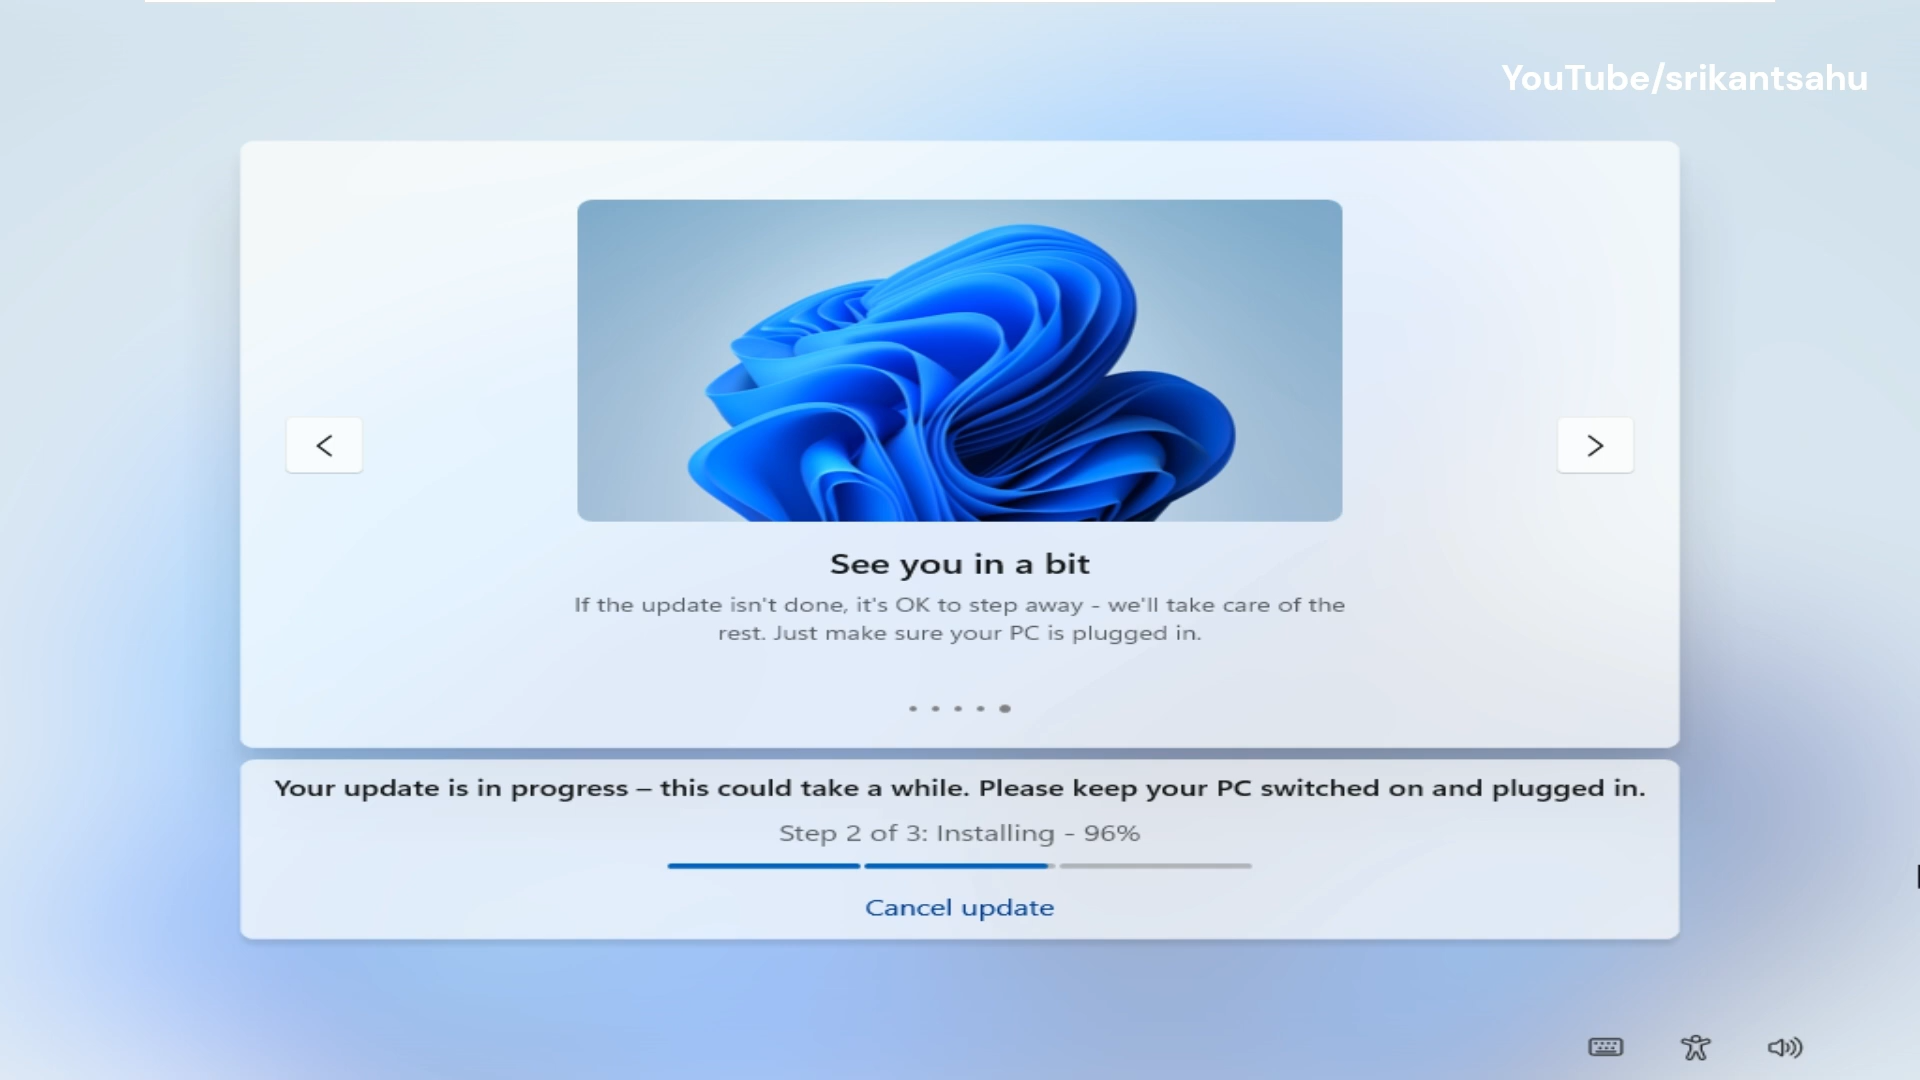 YouTube/srikantsahu
See you in a bit
If the update isn't done, it's OK to step away - we'll take care of the
rest. Just make sure your PC is plugged in.
Your update is in progress – this could take a while. Please keep your PC switched on and plugged in.
Step 2 of 3: Installing - 96%
Cancel update